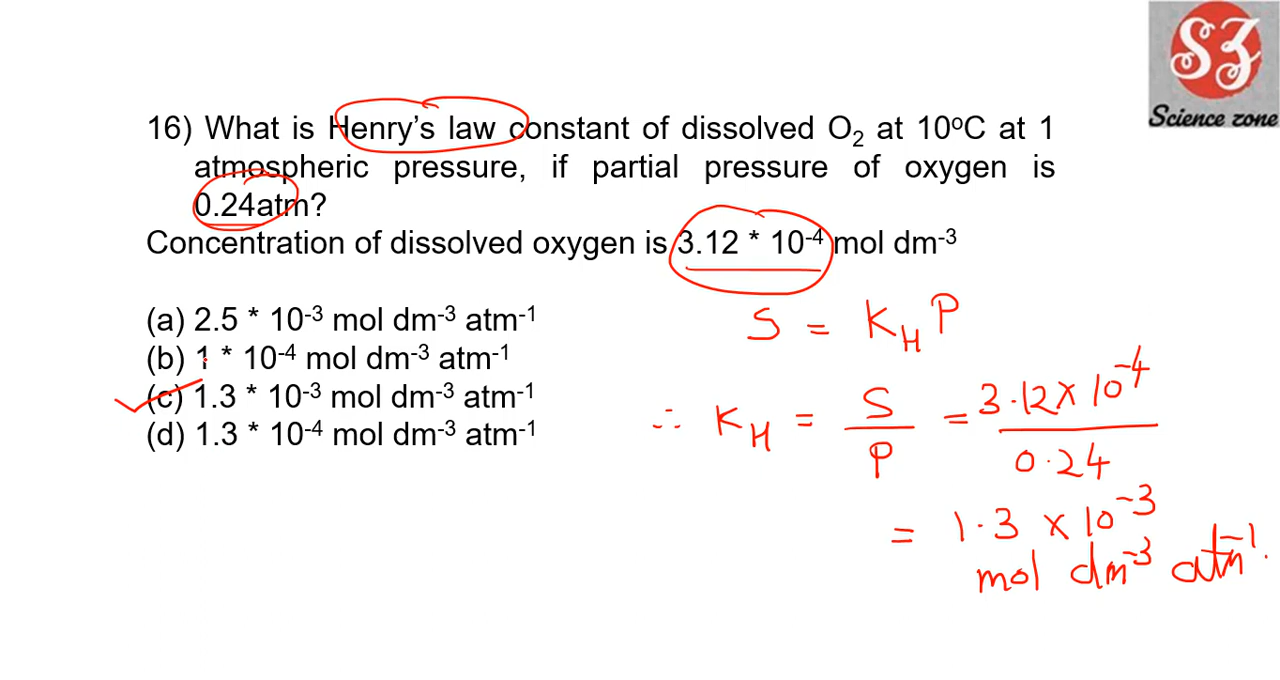 SZ
Science zone
16) What is Henry's law constant of dissolved O₂ at 10ºC at 1
atmospheric pressure, if partial pressure of oxygen is
0.24atm?
Concentration of dissolved oxygen is 3.12 * 10⁻⁴ mol dm⁻³
(a) 2.5 * 10⁻³ mol dm⁻³ atm⁻¹
(b) 1 * 10⁻⁴ mol dm⁻³ atm⁻¹
(c) 1.3 * 10⁻³ mol dm⁻³ atm⁻¹
(d) 1.3 * 10⁻⁴ mol dm⁻³ atm⁻¹
S = K_H P
∴ K_H = S/P = 3.12 × 10⁻⁴ / 0.24
= 1.3 × 10⁻³
mol dm⁻³ atm⁻¹.